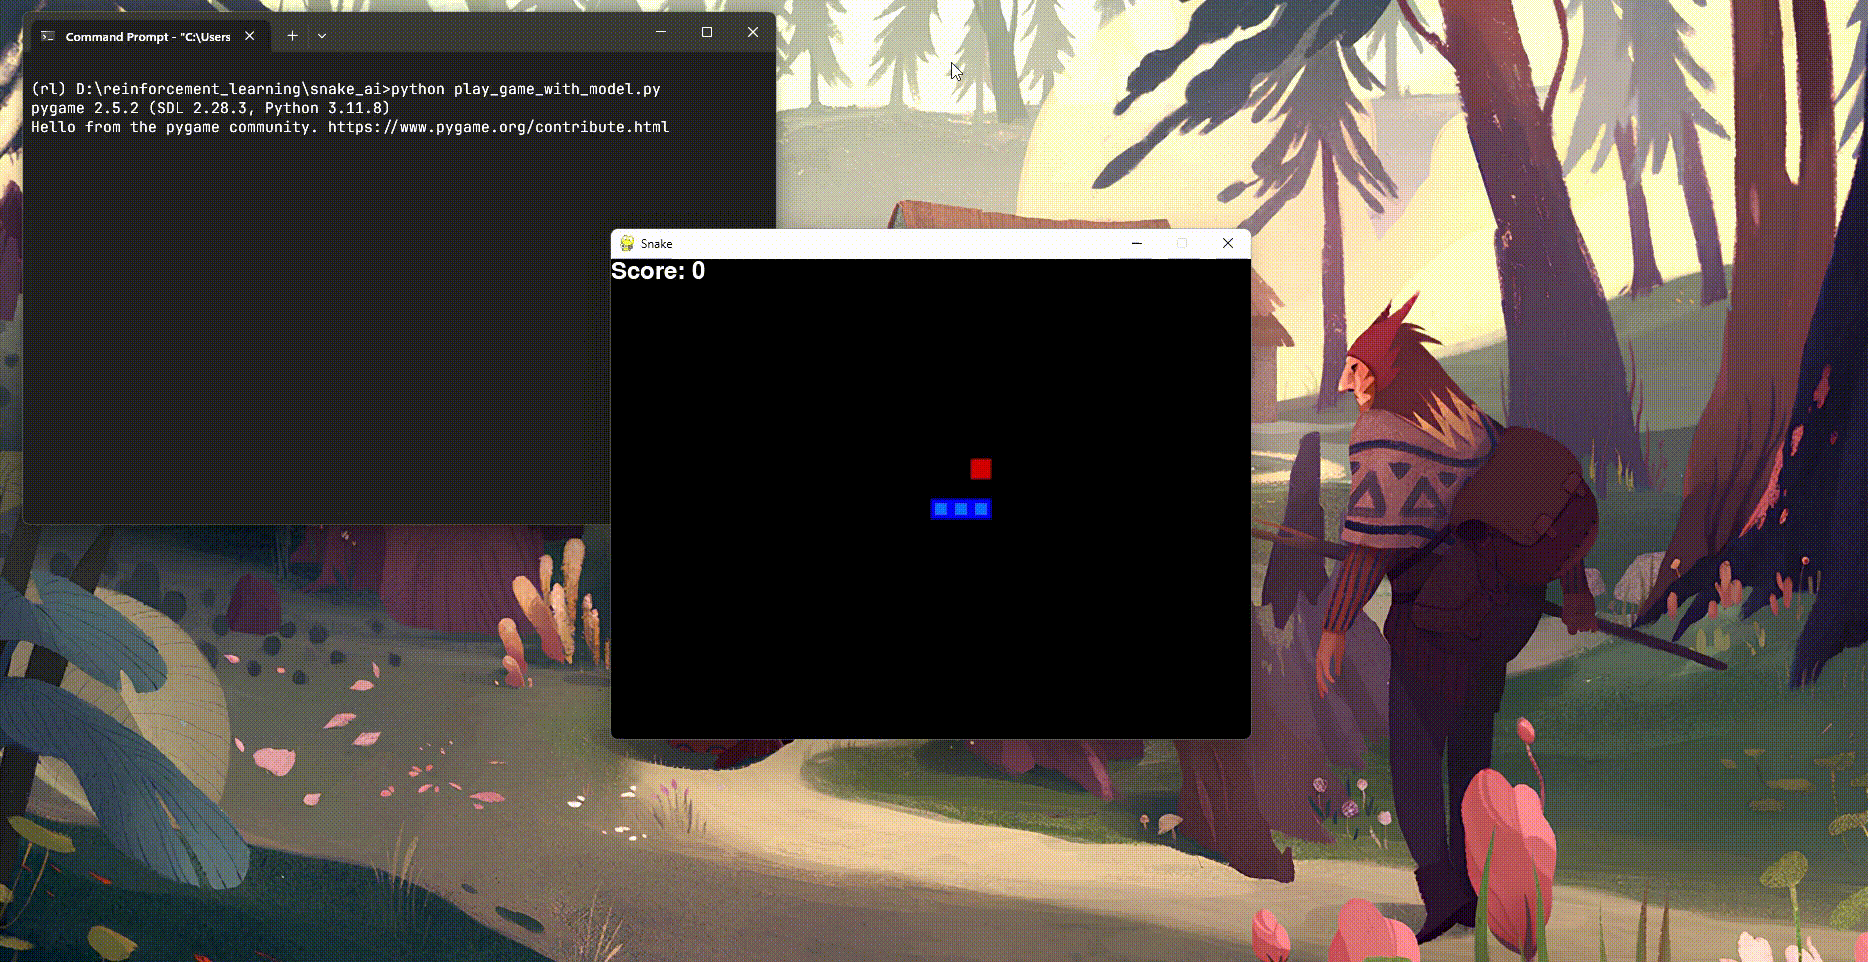 Command Prompt - "C:\Users
(rl) D:\reinforcement_learning\snake_ai>python play_game_with_model.py
pygame 2.5.2 (SDL 2.28.3, Python 3.11.8)
Hello from the pygame community. https://www.pygame.org/contribute.html
Snake
Score: 0